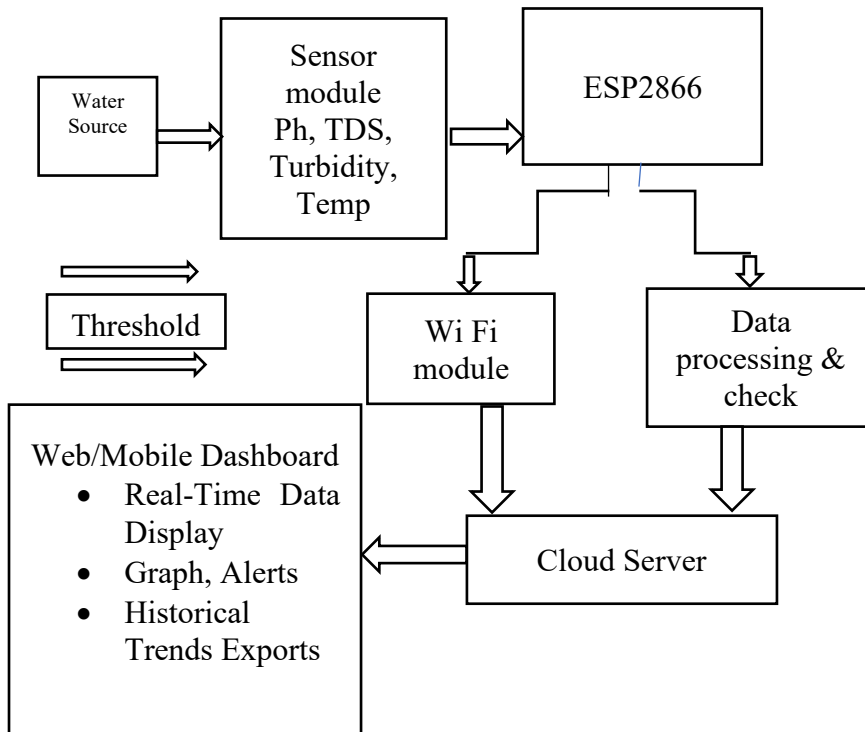 Water
Source
Sensor
module
Ph, TDS,
Turbidity,
Temp
ESP2866
Threshold
Wi Fi
module
Data
processing &
check
Web/Mobile Dashboard
• Real-Time Data
Display
• Graph, Alerts
• Historical
Trends Exports
Cloud Server